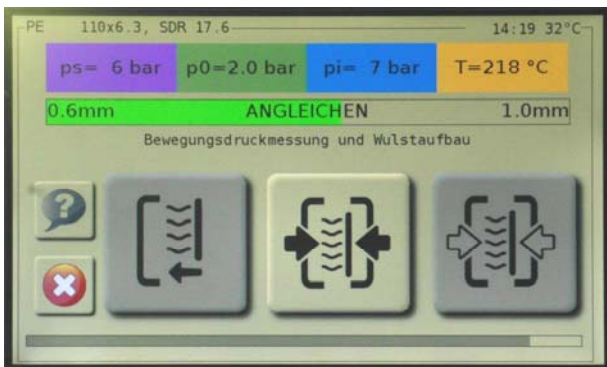 PE 110x6.3, SDR 17.6 14:19 32°C
ps= 6 bar p0=2.0 bar pi= 7 bar T=218 °C
0.6mm ANGLEICHEN 1.0mm
Bewegungsdruckmessung und Wulstaufbau
?